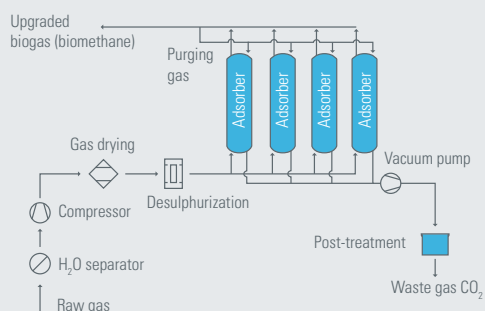 Upgraded
biogas (biomethane)
Purging
gas
Adsorber
Adsorber
Adsorber
Adsorber
Gas drying
Vacuum pump
Compressor
Desulphurization
Post-treatment
H₂O separator
Waste gas CO₂
Raw gas